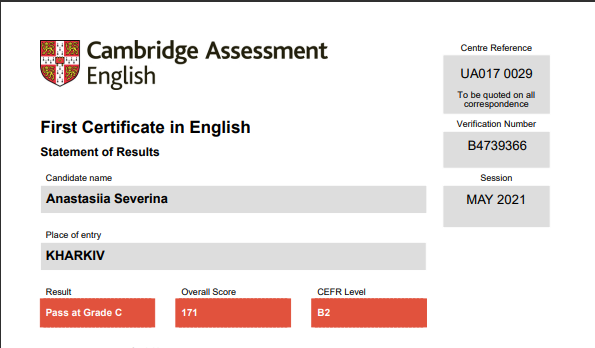 Cambridge Assessment
English
Centre Reference
UA017 0029
To be quoted on all
correspondence
First Certificate in English
Verification Number
B4739366
Statement of Results
Candidate name
Session
Anastasiia Severina
MAY 2021
Place of entry
KHARKIV
Result
Overall Score
CEFR Level
Pass at Grade C
171
B2